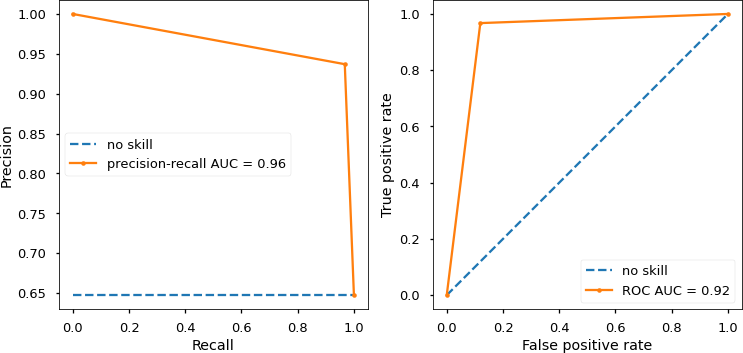 1.00
0.95
0.90
0.85
0.80
0.75
0.70
0.65
Precision
no skill
precision-recall AUC = 0.96
0.0 0.2 0.4 0.6 0.8 1.0
Recall
1.0
0.8
0.6
0.4
0.2
0.0
True positive rate
no skill
ROC AUC = 0.92
0.0 0.2 0.4 0.6 0.8 1.0
False positive rate